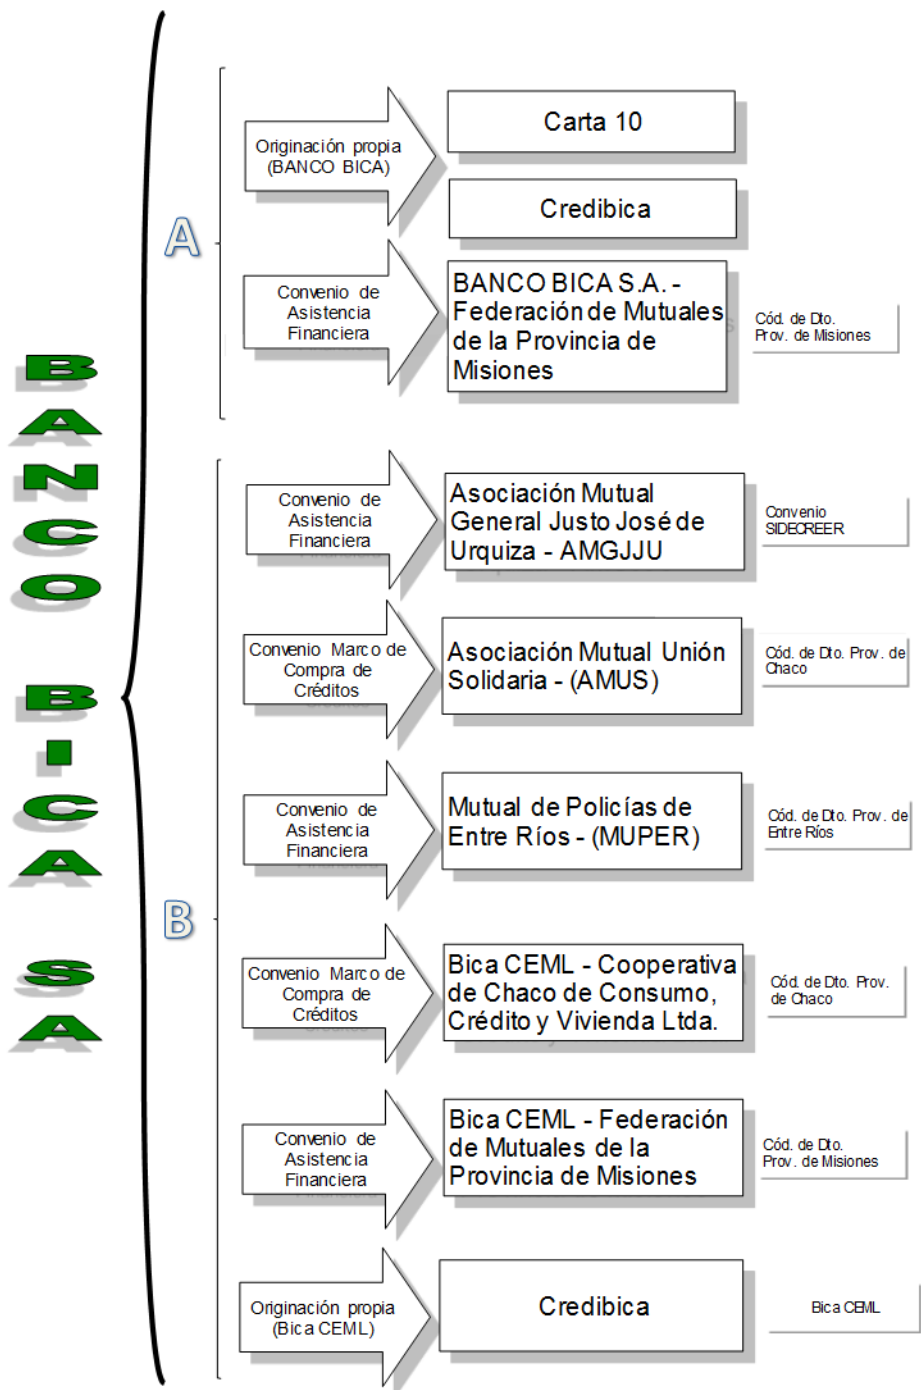 BANCO BICA SA
A
Originación propia
(BANCO BICA)
Carta 10
Credibica
Convenio de
Asistencia
Financiera
BANCO BICA S.A. -
Federación de Mutuales
de la Provincia de
Misiones
Cód. de Dto.
Prov. de Misiones
B
Convenio de
Asistencia
Financiera
Asociación Mutual
General Justo José de
Urquiza - AMGJJU
Convenio
SIDECREER
Convenio Marco de
Compra de
Créditos
Asociación Mutual Unión
Solidaria - (AMUS)
Cód. de Dto. Prov. de
Chaco
Convenio de
Asistencia
Financiera
Mutual de Policías de
Entre Ríos - (MUPER)
Cód. de Dto. Prov. de
Entre Ríos
Convenio Marco de
Compra de
Créditos
Bica CEML - Cooperativa
de Chaco de Consumo,
Crédito y Vivienda Ltda.
Cód. de Dto. Prov.
de Chaco
Convenio de
Asistencia
Financiera
Bica CEML - Federación
de Mutuales de la
Provincia de Misiones
Cód. de Dto.
Prov. de Misiones
Originación propia
(Bica CEML)
Credibica
Bica CEML